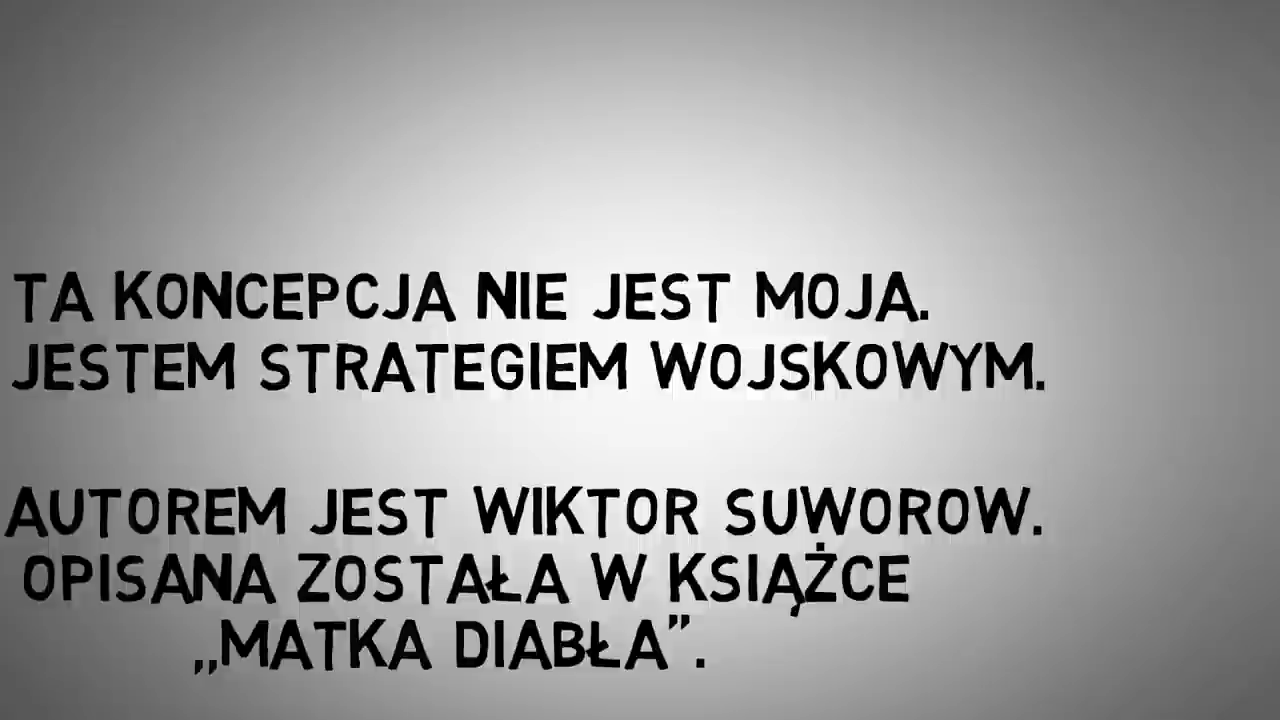 TA KONCEPCJA NIE JEST MOJA.
JESTEM STRATEGIEM WOJSKOWYM.
AUTOREM JEST WIKTOR SUWOROW.
OPISANA ZOSTAŁA W KSIĄŻCE
„MATKA DIABŁA”.